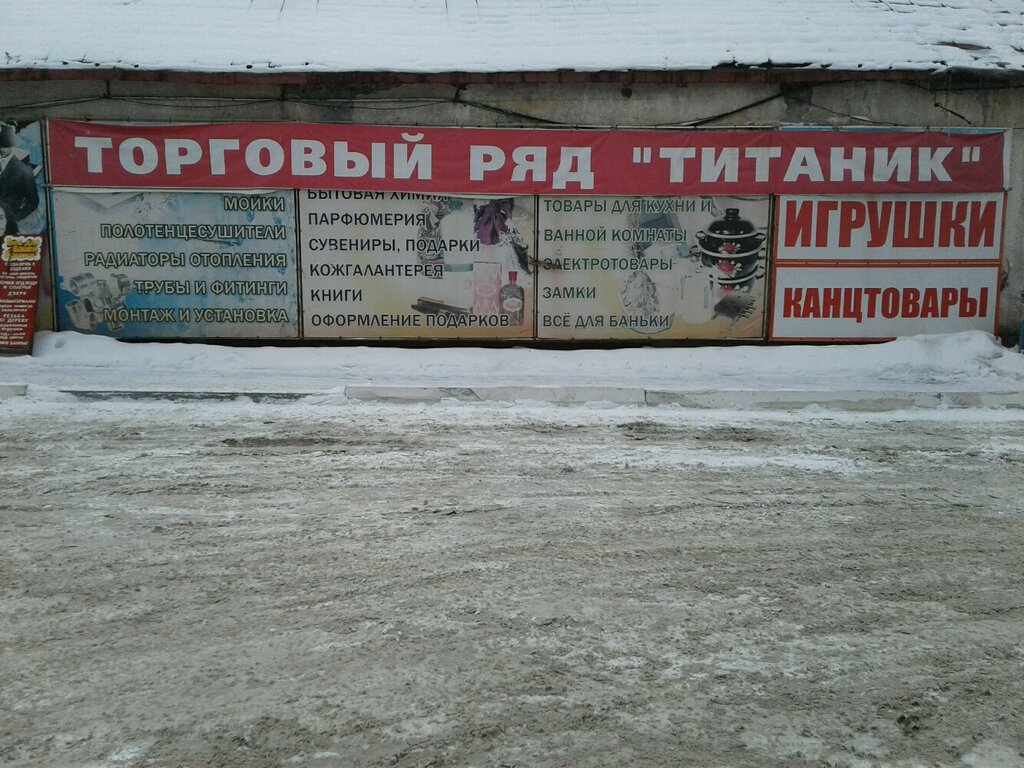 ТОРГОВЫЙ РЯД "ТИТАНИК"
МОЙКИ
ПОЛОТЕНЦЕСУШИТЕЛИ
РАДИАТОРЫ ОТОПЛЕНИЯ
ТРУБЫ И ФИТИНГИ
МОНТАЖ И УСТАНОВКА
БЫТОВАЯ ХИМИЯ
ПАРФЮМЕРИЯ
СУВЕНИРЫ, ПОДАРКИ
КОЖГАЛАНТЕРЕЯ
КНИГИ
ОФОРМЛЕНИЕ ПОДАРКОВ
ТОВАРЫ ДЛЯ КУХНИ И
ВАННОЙ КОМНАТЫ
ЭЛЕКТРОТОВАРЫ
ЗАМКИ
ВСЁ ДЛЯ БАНЬКИ
ИГРУШКИ
КАНЦТОВАРЫ